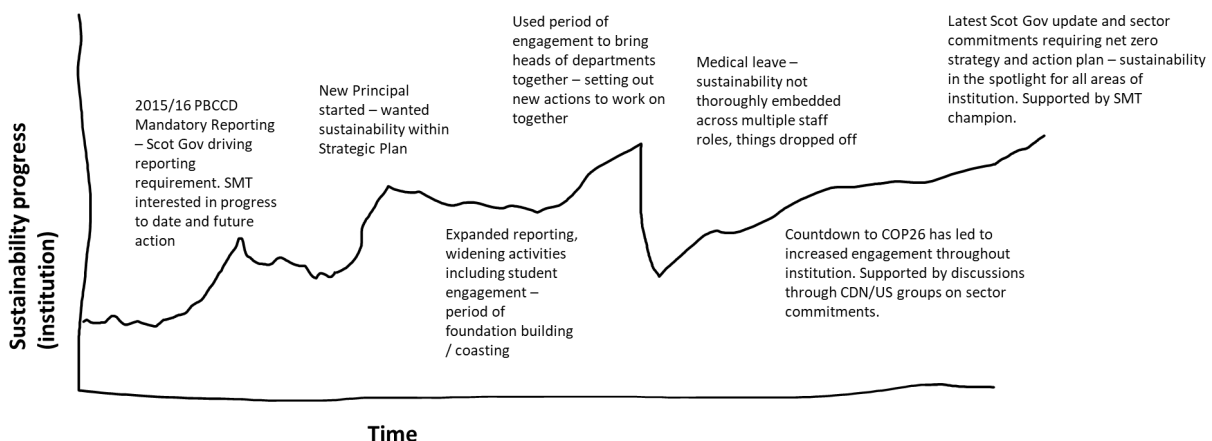 Sustainability progress
(institution)
2015/16 PBCCD
Mandatory Reporting
– Scot Gov driving
reporting
requirement. SMT
interested in progress
to date and future
action
New Principal
started – wanted
sustainability within
Strategic Plan
Expanded reporting,
widening activities
including student
engagement –
period of
foundation building
/ coasting
Used period of
engagement to bring
heads of departments
together – setting out
new actions to work on
together
Medical leave –
sustainability not
thoroughly embedded
across multiple staff
roles, things dropped off
Countdown to COP26 has led to
increased engagement throughout
institution. Supported by discussions
through CDN/US groups on sector
commitments.
Latest Scot Gov update and sector
commitments requiring net zero
strategy and action plan – sustainability
in the spotlight for all areas of
institution. Supported by SMT
champion.
Time